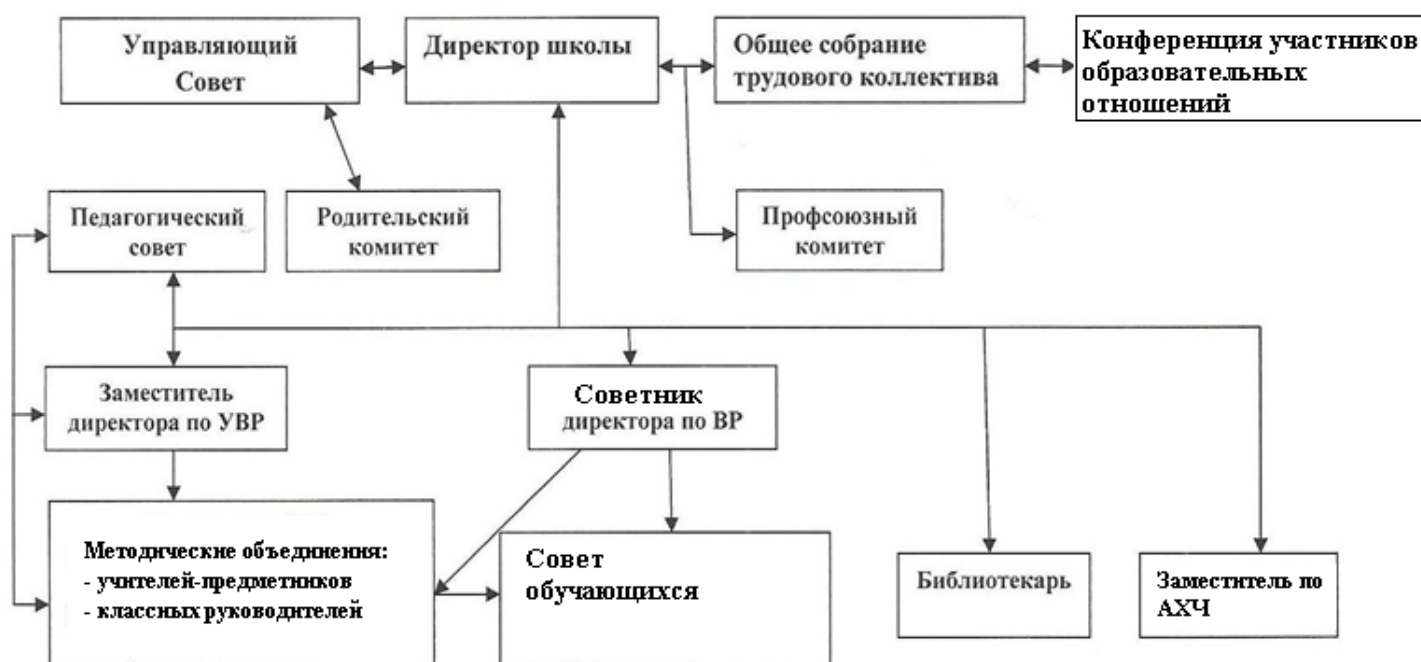 Управляющий
Совет
Директор школы
Общее собрание
трудового коллектива
Конференция участников
образовательных
отношений
Педагогический
совет
Родительский
комитет
Профсоюзный
комитет
Заместитель
директора по УВР
Советник
директора по ВР
Методические объединения:
- учителей-предметников
- классных руководителей
Совет
обучающихся
Библиотекарь
Заместитель по
АХЧ